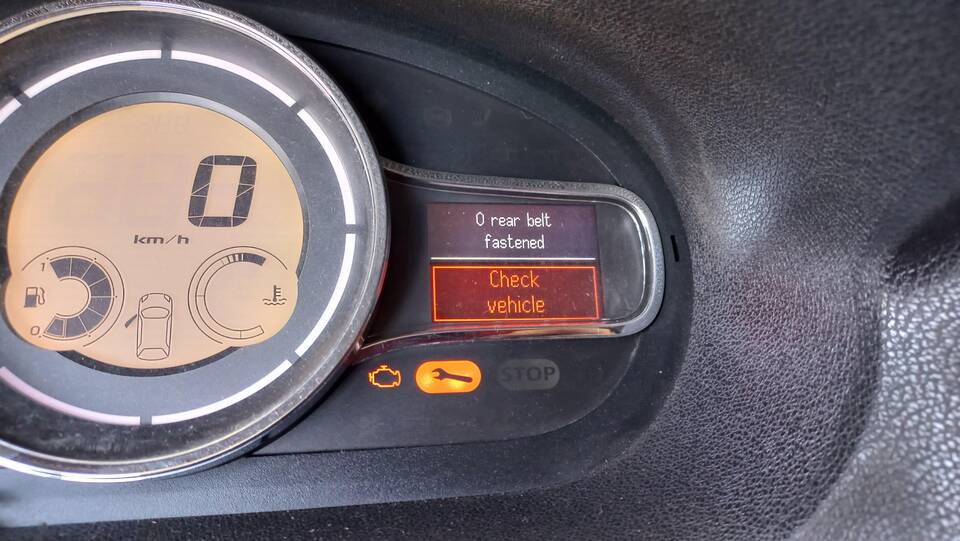 0
km/h
1
0
0 rear belt
fastened
Check
vehicle
STOP